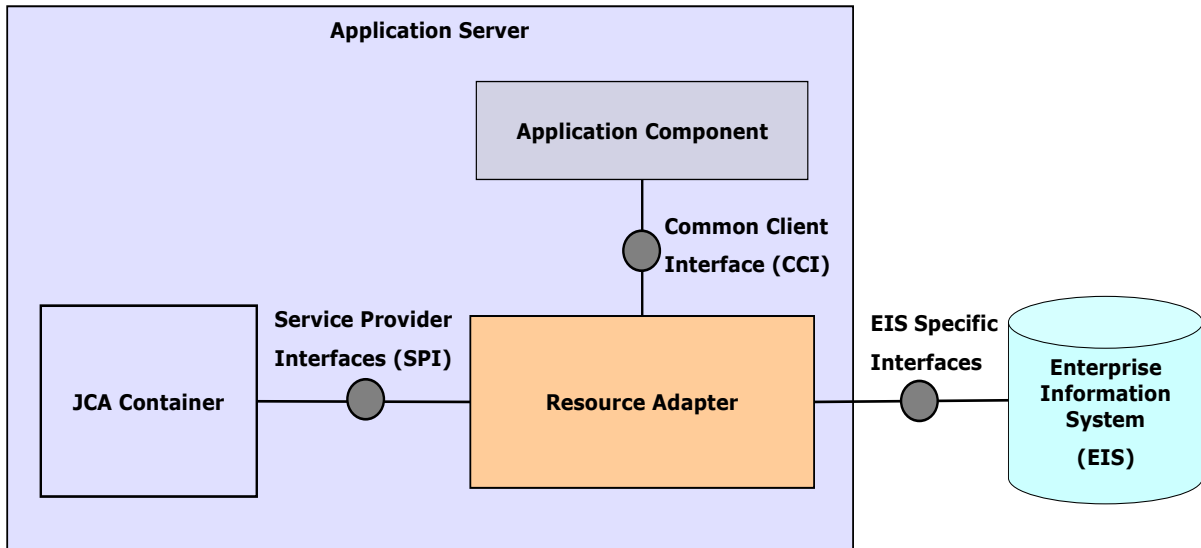 Application Server
Application Component
Common Client
Interface (CCI)
Service Provider
Interfaces (SPI)
EIS Specific
Interfaces
JCA Container
Resource Adapter
Enterprise
Information
System
(EIS)